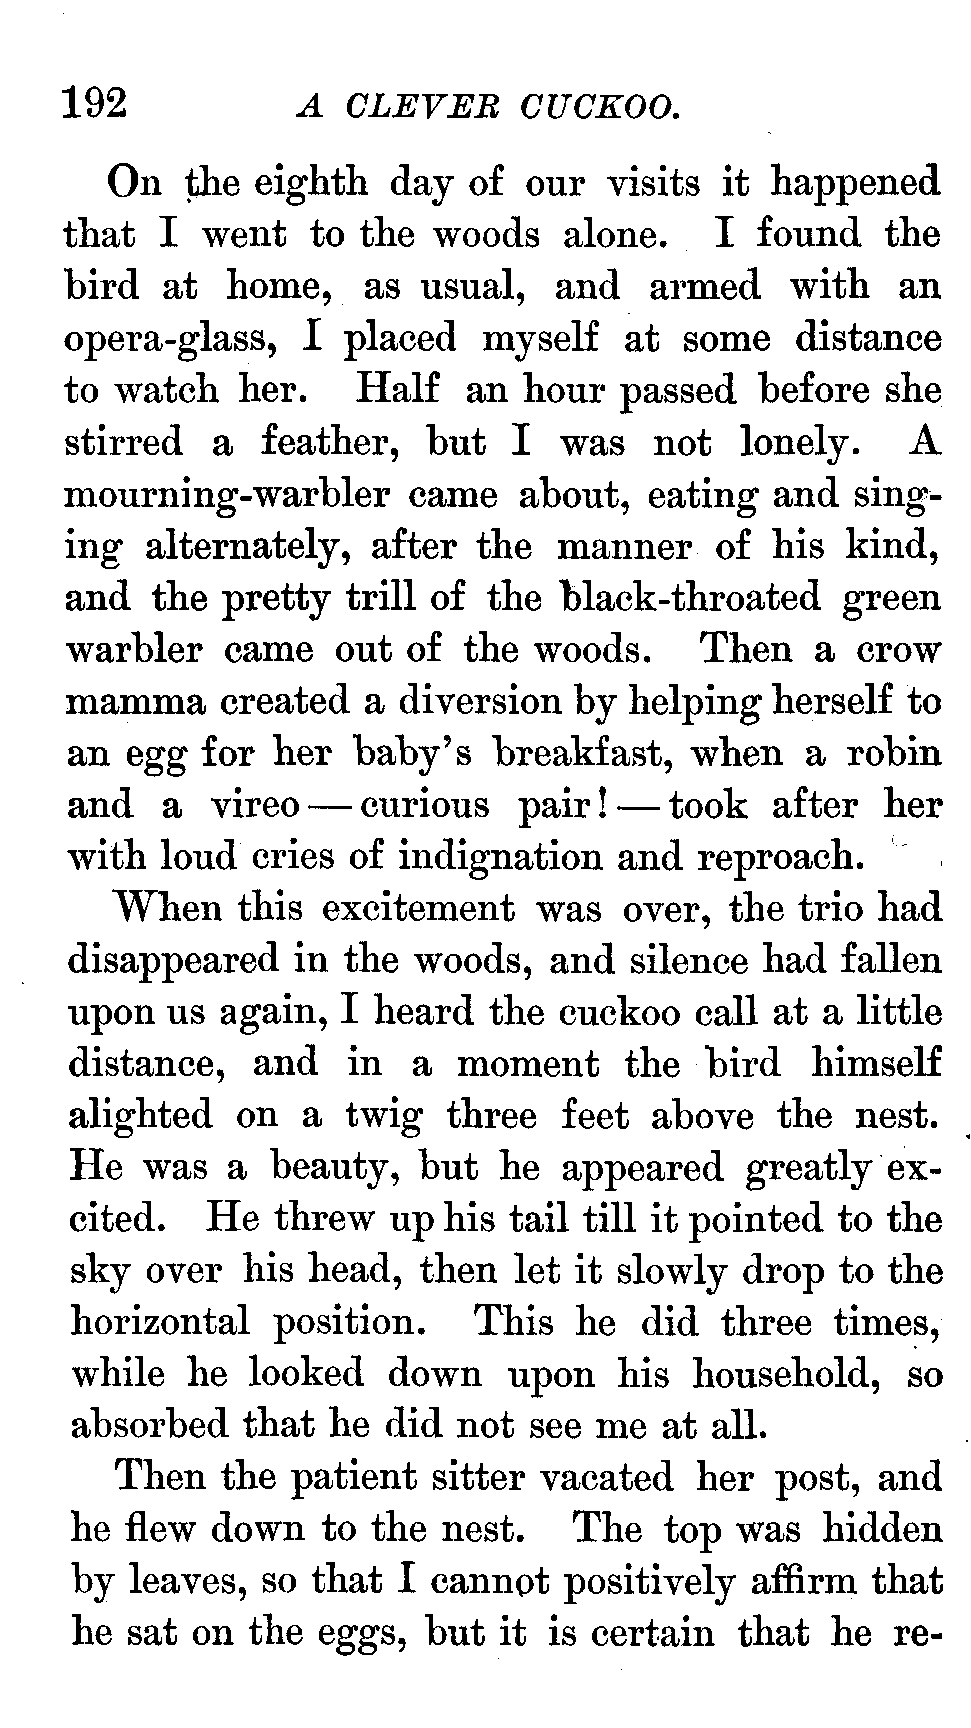 192 A CLEVER CUCKOO.
On the eighth day of our visits it happened
that I went to the woods alone. I found the
bird at home, as usual, and armed with an
opera-glass, I placed myself at some distance
to watch her. Half an hour passed before she
stirred a feather, but I was not lonely. A
mourning-warbler came about, eating and sing-
ing alternately, after the manner of his kind,
and the pretty trill of the black-throated green
warbler came out of the woods. Then a crow
mamma created a diversion by helping herself to
an egg for her baby's breakfast, when a robin
and a vireo — curious pair! — took after her
with loud cries of indignation and reproach.
When this excitement was over, the trio had
disappeared in the woods, and silence had fallen
upon us again, I heard the cuckoo call at a little
distance, and in a moment the bird himself
alighted on a twig three feet above the nest.
He was a beauty, but he appeared greatly ex-
cited. He threw up his tail till it pointed to the
sky over his head, then let it slowly drop to the
horizontal position. This he did three times,
while he looked down upon his household, so
absorbed that he did not see me at all.
Then the patient sitter vacated her post, and
he flew down to the nest. The top was hidden
by leaves, so that I cannot positively affirm that
he sat on the eggs, but it is certain that he re-